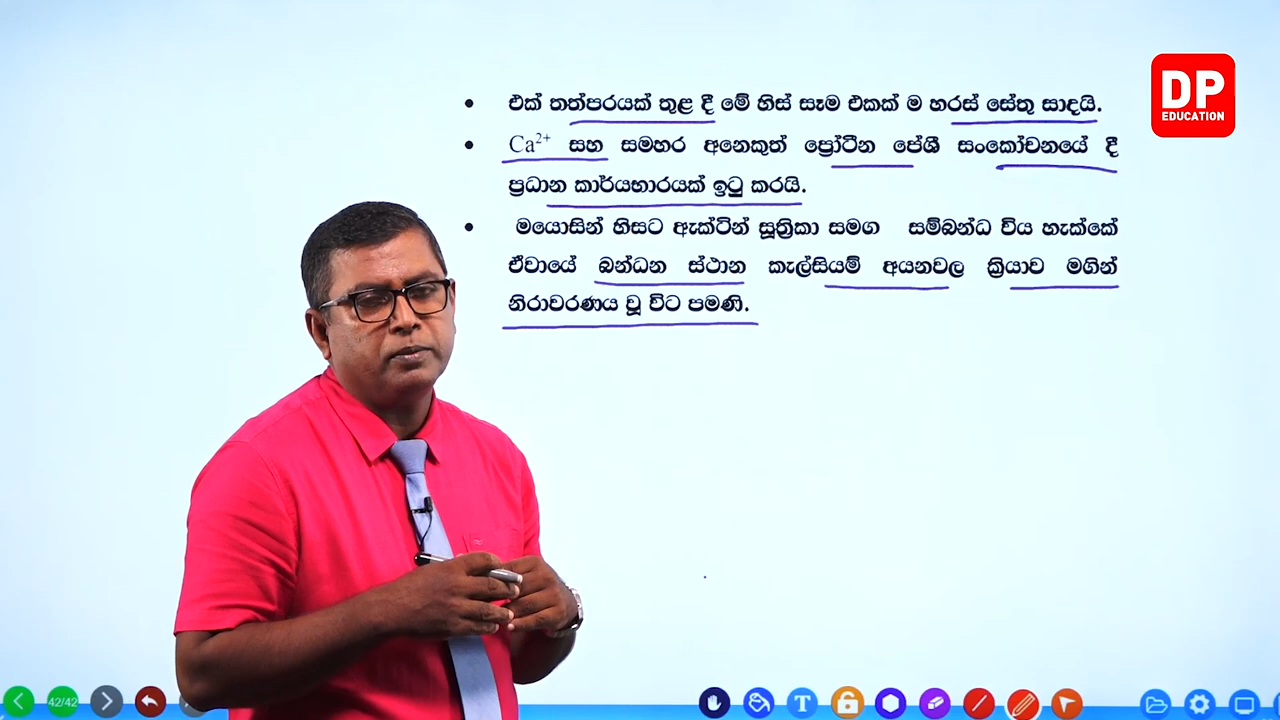 DP
EDUCATION
• එක් තත්පරයක් තුළ දී මේ හිස් සෑම එකක් ම හරස් සේතු සාදයි.
• Ca²⁺ සහ සමහර අනෙකුත් ප්‍රෝටීන පේශී සංකෝචනයේ දී
ප්‍රධාන කාර්යභාරයක් ඉටු කරයි.
• මයොසින් හිසට ඇක්ටින් සූත්‍රිකා සමග සම්බන්ධ විය හැක්කේ
ඒවායේ බන්ධන ස්ථාන කැල්සියම් අයනවල ක්‍රියාව මගින්
නිරාවරණය වූ විට පමණි.
42/42
T